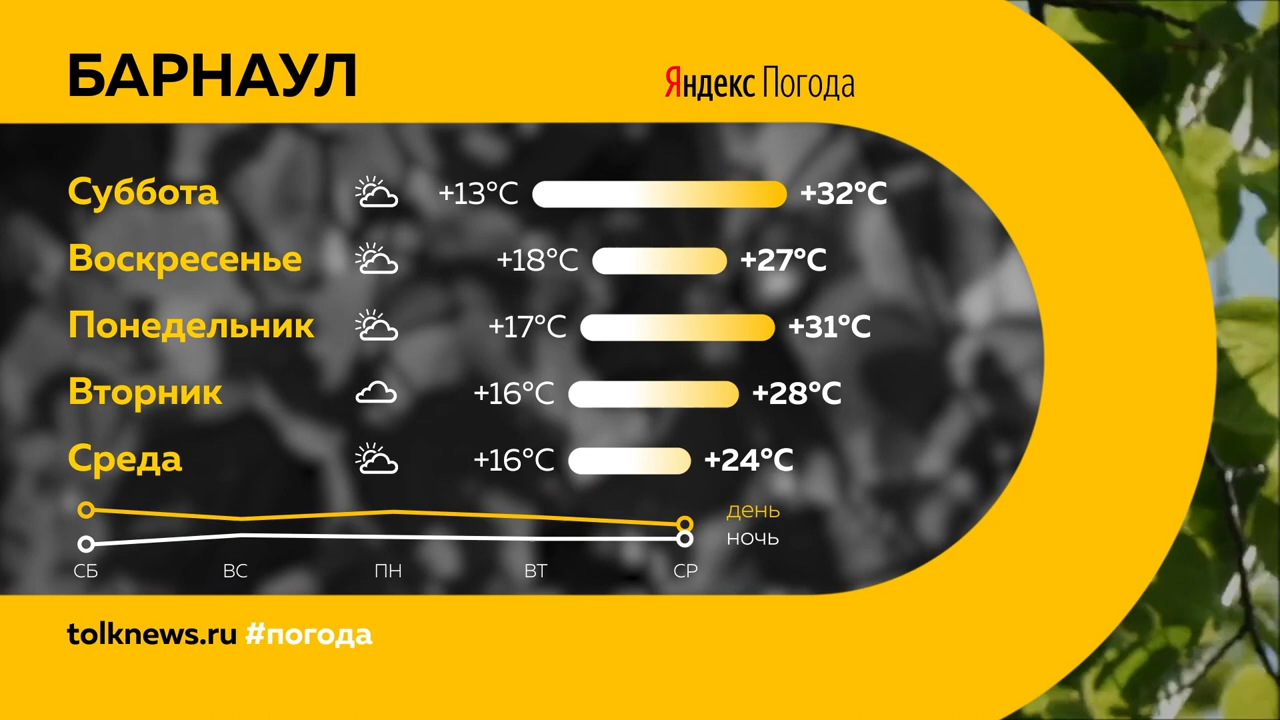 БАРНАУЛ
Яндекс Погода
Суббота +13°C +32°C
Воскресенье +18°C +27°C
Понедельник +17°C +31°C
Вторник +16°C +28°C
Среда +16°C +24°C
день
ночь
СБ ВС ПН ВТ СР
tolknews.ru #погода